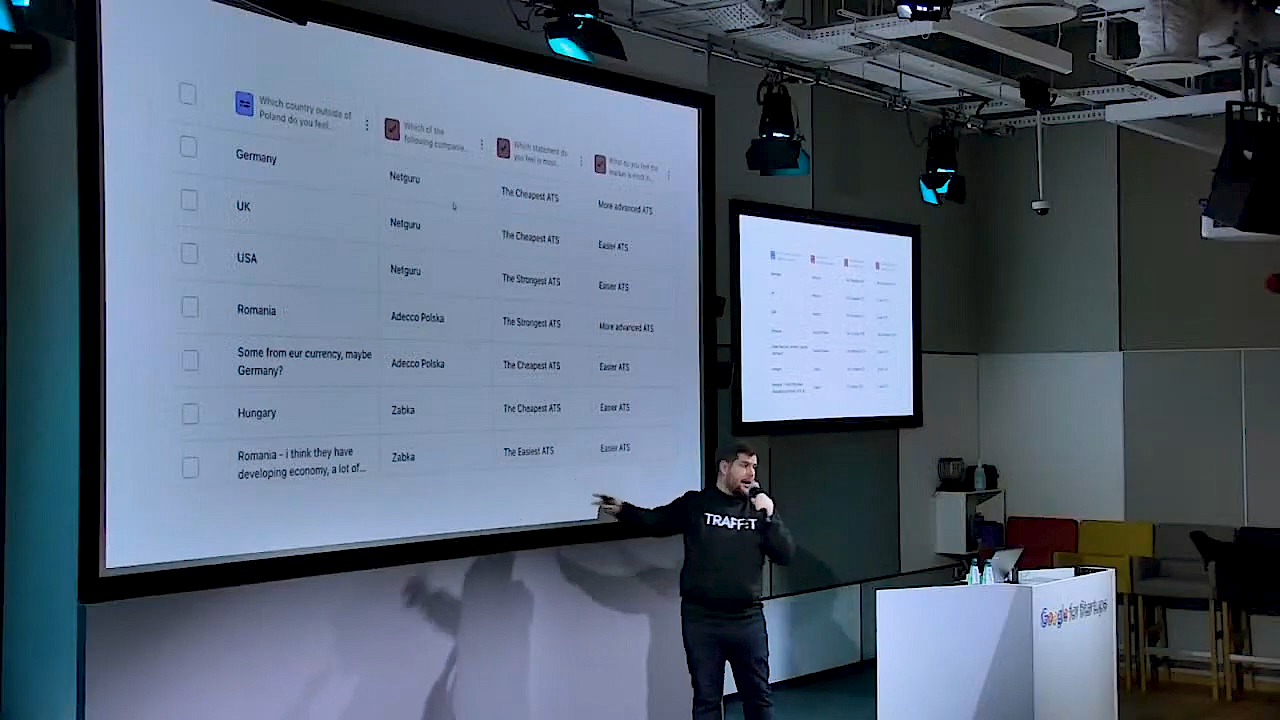 Which country outside of
Poland do you feel...
Which of the
following companie...
Which statement do
you feel is most...
What do you feel the
market is most in...
Germany
Netguru
The Cheapest ATS
More advanced ATS
UK
Netguru
The Cheapest ATS
Easier ATS
USA
Netguru
The Strongest ATS
Easier ATS
Romania
Adecco Polska
The Strongest ATS
More advanced ATS
Some from eur currency, maybe
Germany?
Adecco Polska
The Cheapest ATS
Easier ATS
Hungary
Zabka
The Cheapest ATS
Easier ATS
Romania - i think they have
developing economy, a lot of...
Zabka
The Easiest ATS
Easier ATS
TRAFFIT
Google for Startups